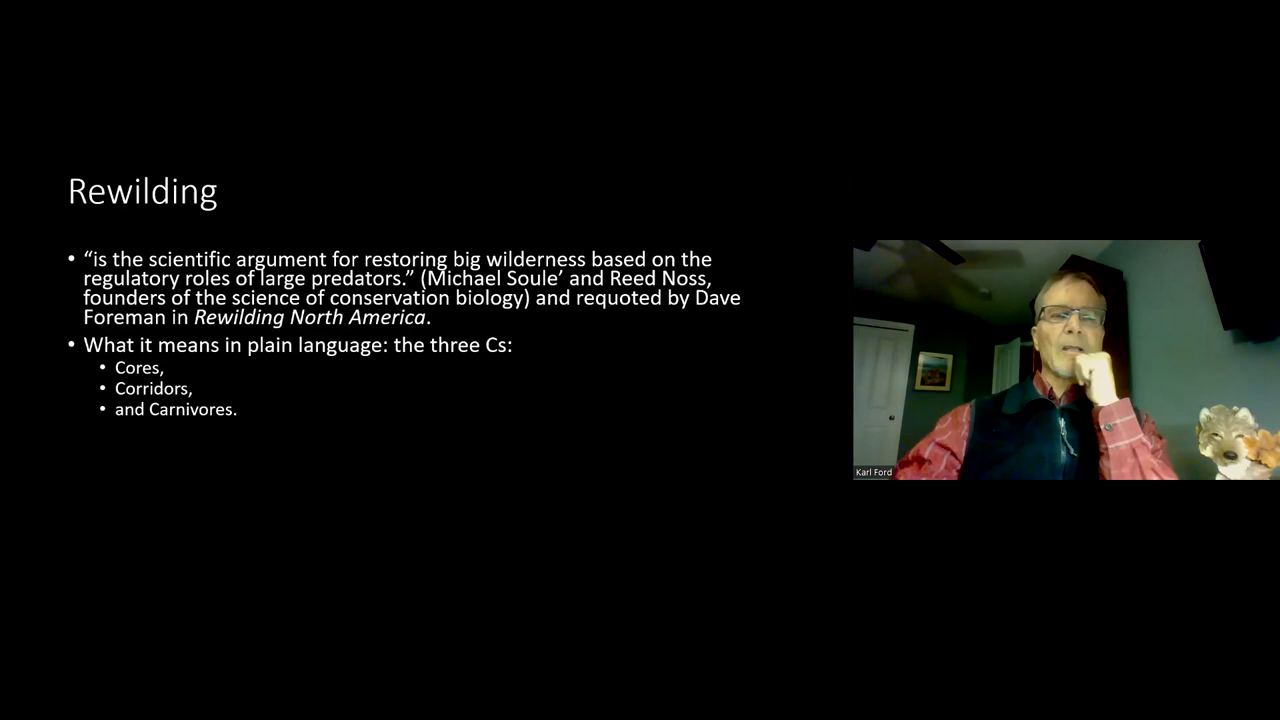 Rewilding
• “is the scientific argument for restoring big wilderness based on the
regulatory roles of large predators.” (Michael Soule’ and Reed Noss,
founders of the science of conservation biology) and requoted by Dave
Foreman in Rewilding North America.
• What it means in plain language: the three Cs:
• Cores,
• Corridors,
• and Carnivores.
Karl Ford